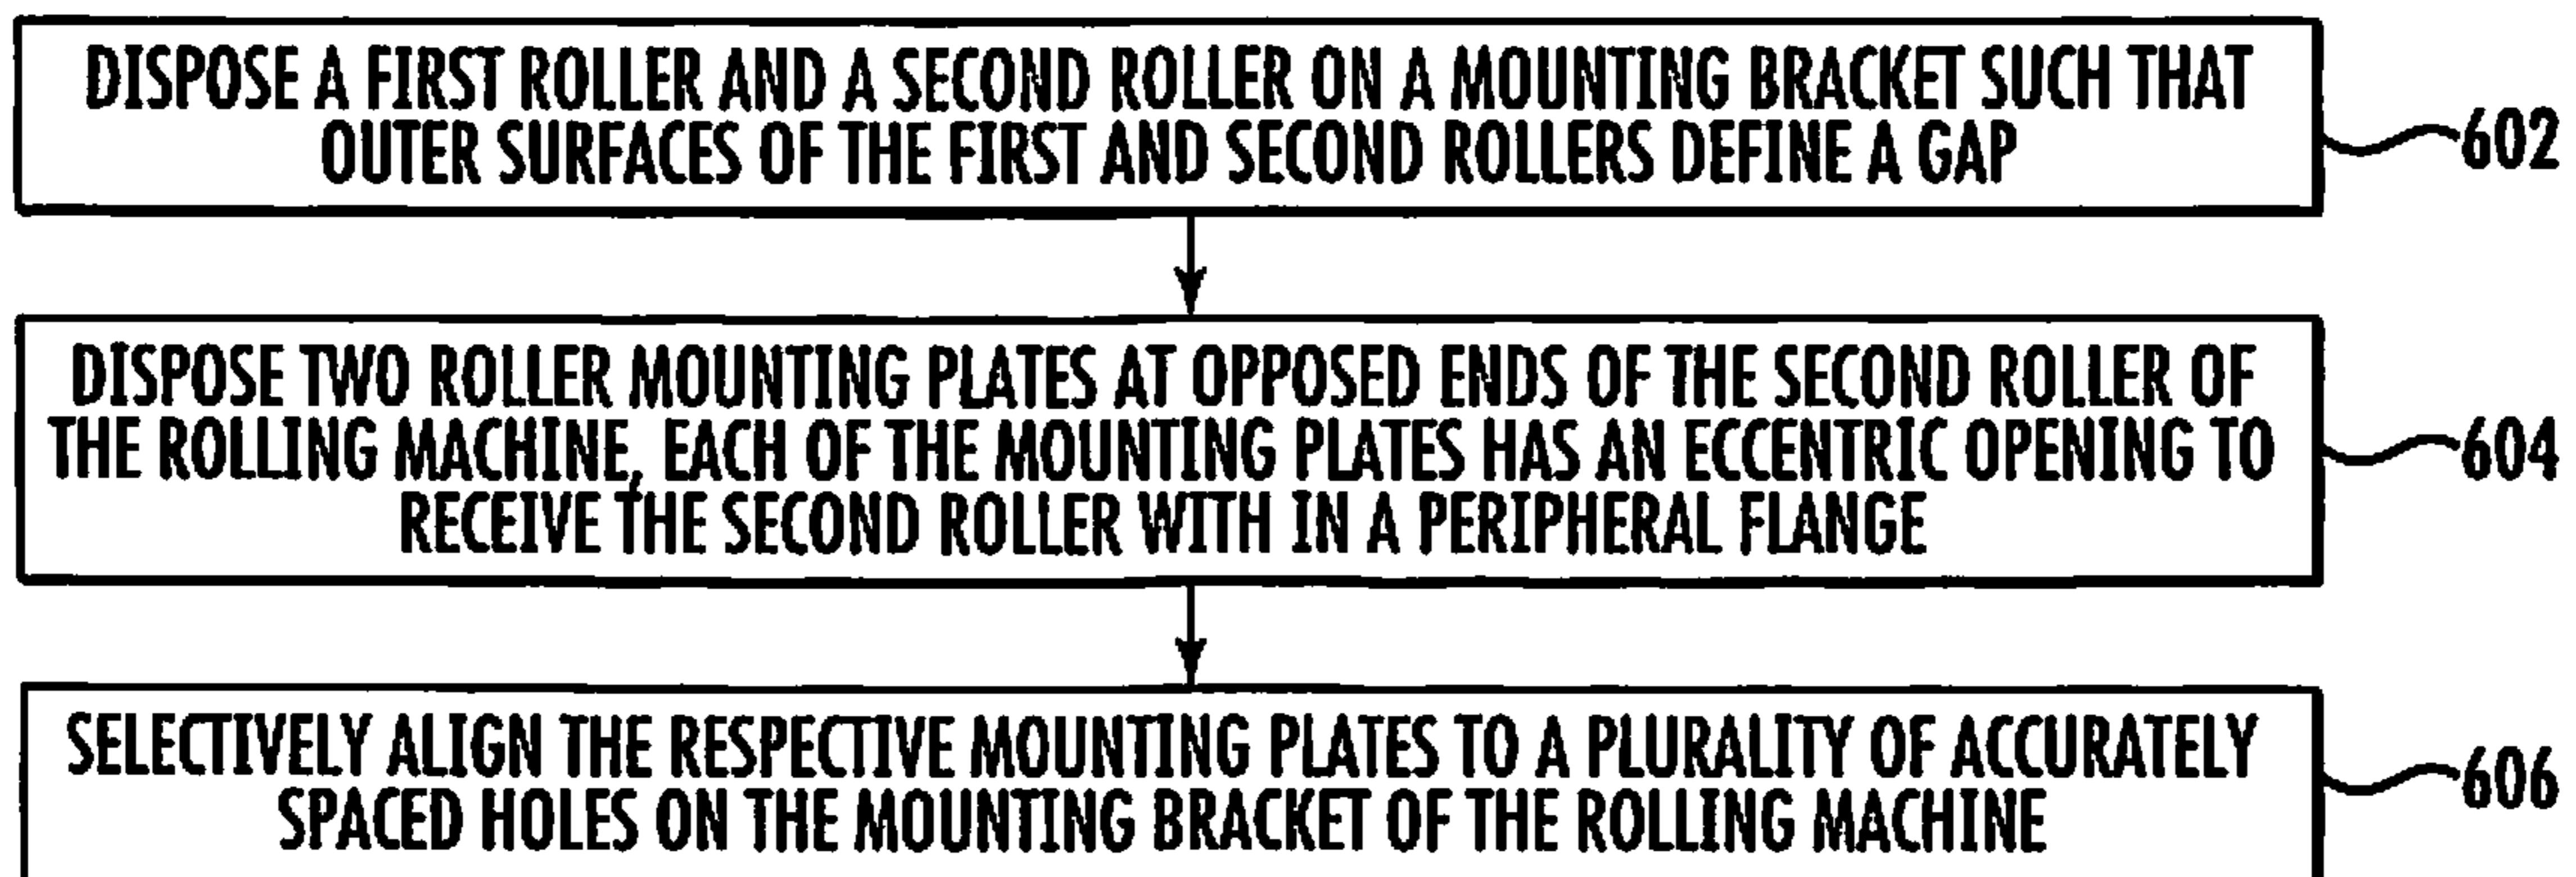 DISPOSE A FIRST ROLLER AND A SECOND ROLLER ON A MOUNTING BRACKET SUCH THAT
OUTER SURFACES OF THE FIRST AND SECOND ROLLERS DEFINE A GAP
602
DISPOSE TWO ROLLER MOUNTING PLATES AT OPPOSED ENDS OF THE SECOND ROLLER OF
THE ROLLING MACHINE, EACH OF THE MOUNTING PLATES HAS AN ECCENTRIC OPENING TO
RECEIVE THE SECOND ROLLER WITH IN A PERIPHERAL FLANGE
604
SELECTIVELY ALIGN THE RESPECTIVE MOUNTING PLATES TO A PLURALITY OF ACCURATELY
SPACED HOLES ON THE MOUNTING BRACKET OF THE ROLLING MACHINE
606